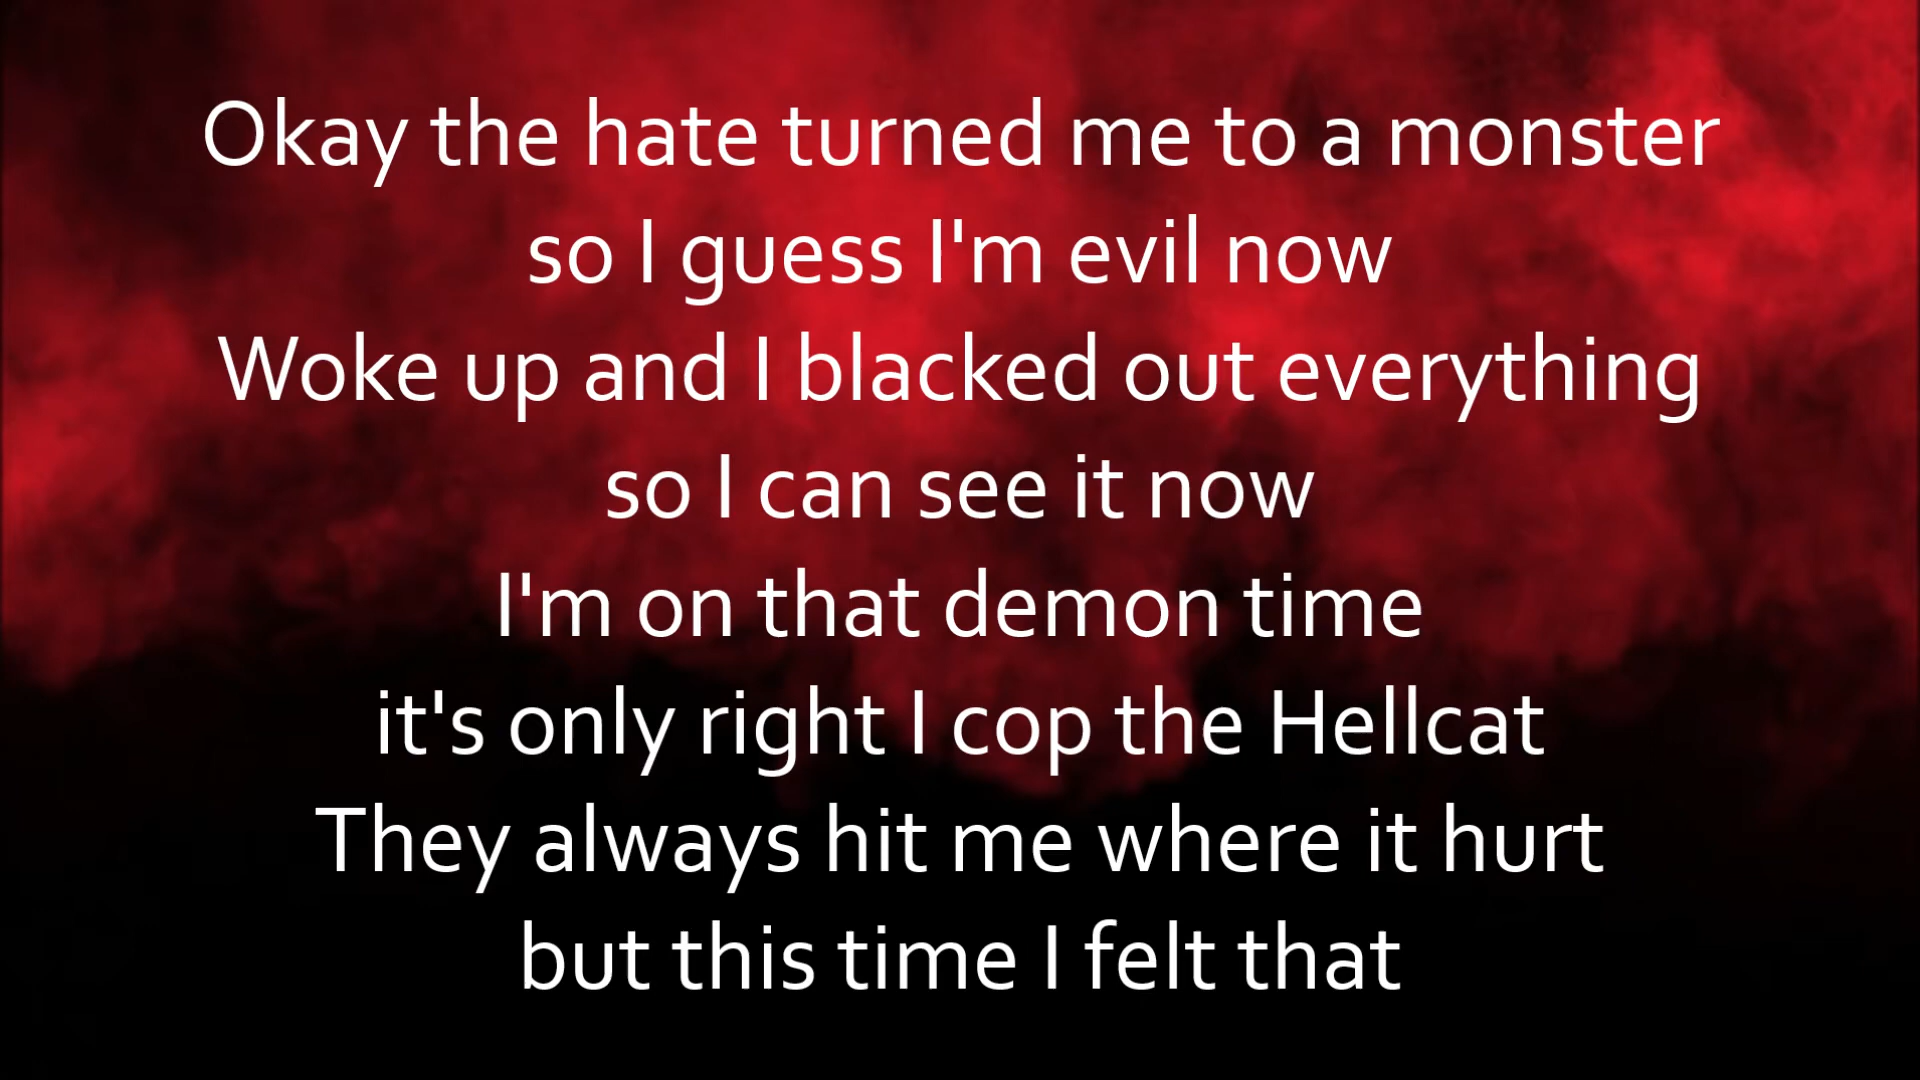 Okay the hate turned me to a monster
so I guess I'm evil now
Woke up and I blacked out everything
so I can see it now
I'm on that demon time
it's only right I cop the Hellcat
They always hit me where it hurt
but this time I felt that